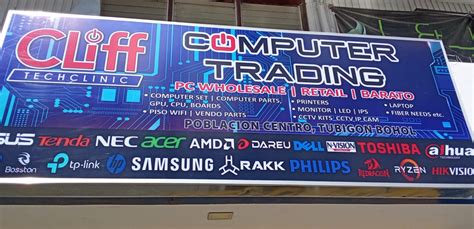 CLiff
TECHCLINIC
COMPUTER
TRADING
PC WHOLESALE | RETAIL | BARATO
• COMPUTER SET | COMPUTER PARTS, GPU, CPU, BOARDS
• PISO WIFI | VENDO PARTS
• PRINTERS
• MONITOR | LED | IPS
• CCTV KITS, CCTV IP CAM
• LAPTOP
• FIBER NEEDS etc.
POBLACION CENTRO, TUBIGON BOHOL
SUS Tenda NEC acer AMD DAREU DELL N-VISION TOSHIBA alhua
Bosston tp-link hp SAMSUNG RAKK PHILIPS REDRAGON RYZEN HIKVISION